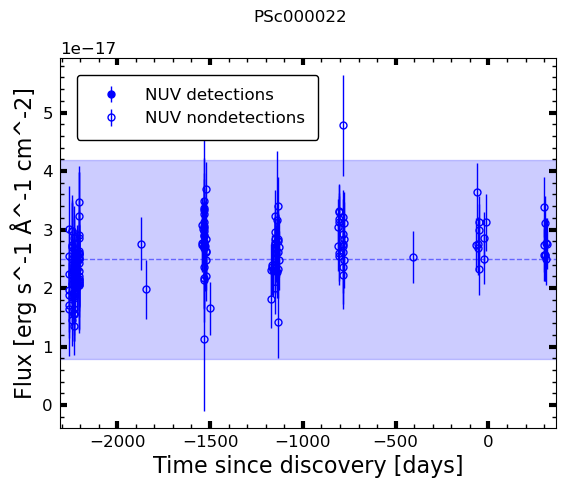 PSc000022
1e−17
NUV detections
NUV nondetections
5
4
3
2
1
0
Flux [erg s^-1 Å^-1 cm^-2]
−2000 −1500 −1000 −500 0
Time since discovery [days]